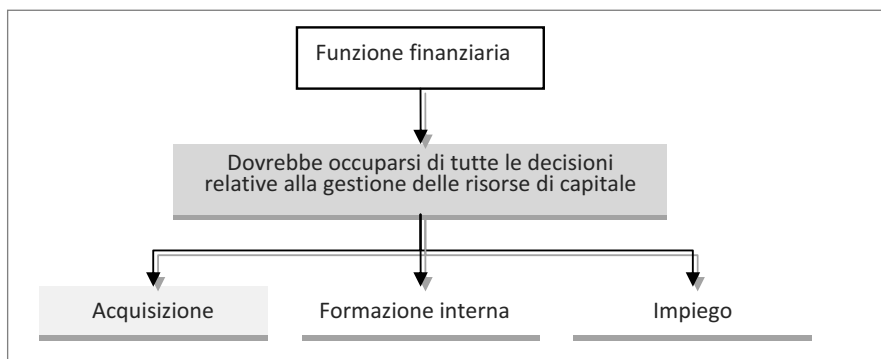 Funzione finanziaria
Dovrebbe occuparsi di tutte le decisioni
relative alla gestione delle risorse di capitale
Acquisizione
Formazione interna
Impiego